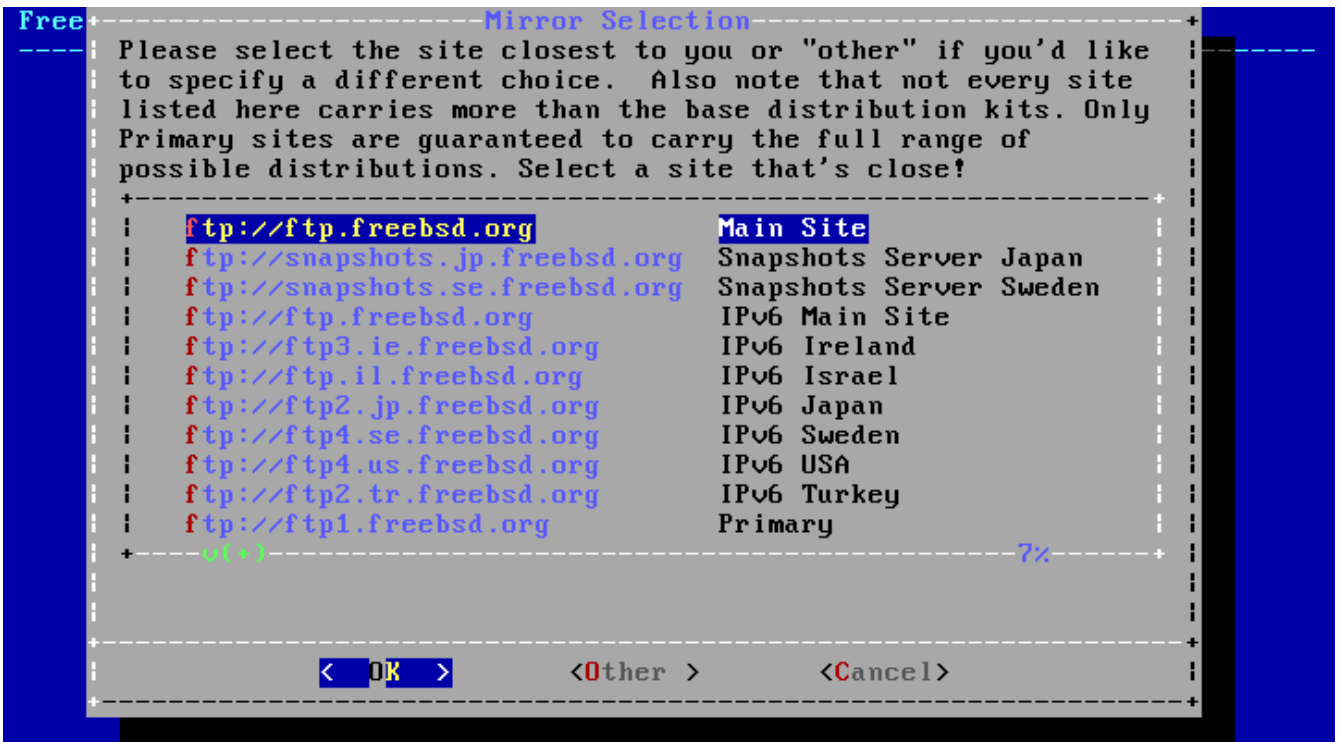 Free
Mirror Selection
Please select the site closest to you or "other" if you'd like
to specify a different choice.  Also note that not every site
listed here carries more than the base distribution kits. Only
Primary sites are guaranteed to carry the full range of
possible distributions. Select a site that's close!
ftp://ftp.freebsd.org Main Site
ftp://snapshots.jp.freebsd.org Snapshots Server Japan
ftp://snapshots.se.freebsd.org Snapshots Server Sweden
ftp://ftp.freebsd.org IPv6 Main Site
ftp://ftp3.ie.freebsd.org IPv6 Ireland
ftp://ftp.il.freebsd.org IPv6 Israel
ftp://ftp2.jp.freebsd.org IPv6 Japan
ftp://ftp4.se.freebsd.org IPv6 Sweden
ftp://ftp4.us.freebsd.org IPv6 USA
ftp://ftp2.tr.freebsd.org IPv6 Turkey
ftp://ftp1.freebsd.org Primary
v(+) 7%
< OK > <Other > <Cancel>